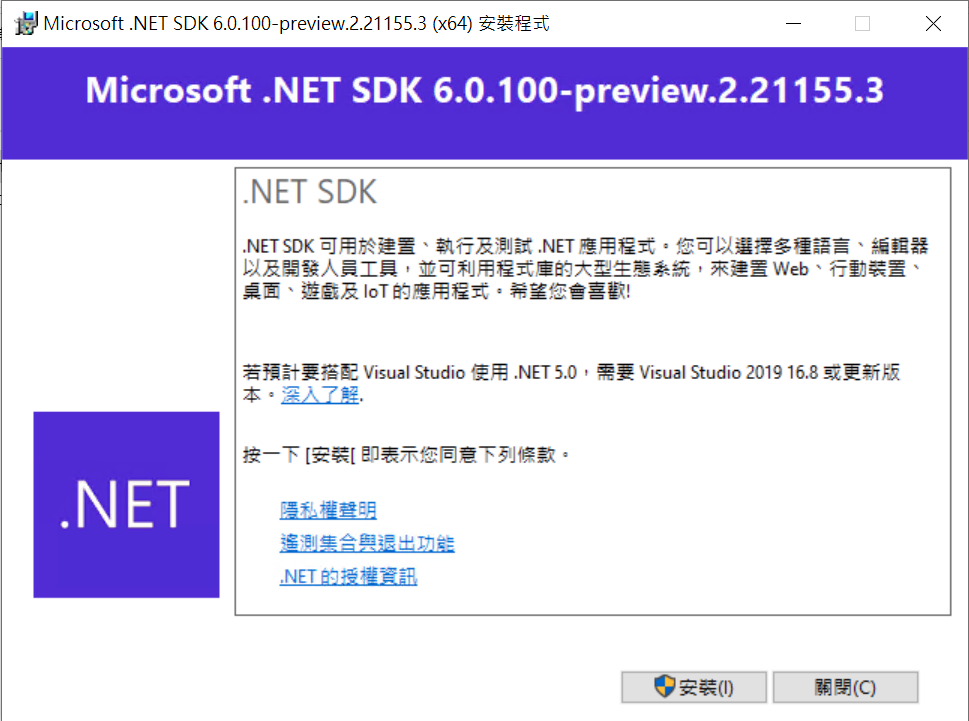 Microsoft .NET SDK 6.0.100-preview.2.21155.3 (x64) 安裝程式
Microsoft .NET SDK 6.0.100-preview.2.21155.3
.NET SDK
.NET SDK 可用於建置、執行及測試 .NET 應用程式。您可以選擇多種語言、編輯器
以及開發人員工具，並可利用程式庫的大型生態系統，來建置 Web、行動裝置、
桌面、遊戲及 IoT 的應用程式。希望您會喜歡!
若預計要搭配 Visual Studio 使用 .NET 5.0，需要 Visual Studio 2019 16.8 或更新版
本。深入了解.
按一下 [安裝[ 即表示您同意下列條款。
.NET
隱私權聲明
遙測集合與退出功能
.NET 的授權資訊
安裝(I)
關閉(C)